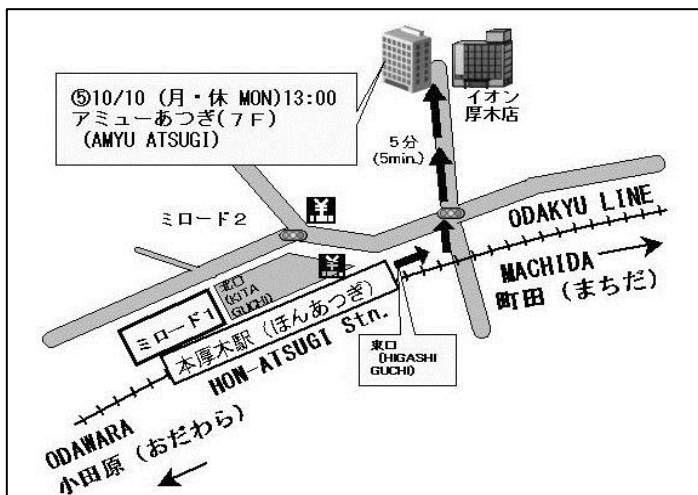 ⑤10/10 (月・休 MON)13:00
アミューあつぎ(7F)
(AMYU ATSUGI)
イオン
厚木店
5分
(5min.)
ミロード2
ODAKYU LINE
MACHIDA
町田 (まちだ)
東口
(KITA
GUCHI)
ミロード1
本厚木駅 (ほんあつぎ)
HON-ATSUGI Stn.
東口
(HIGASHI
GUCHI)
ODAWARA
小田原 (おだわら)